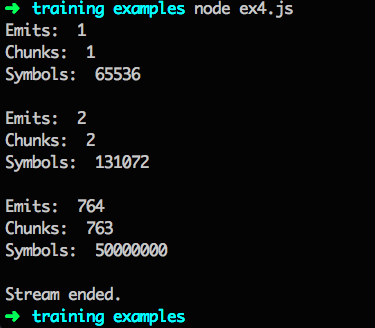 ➜ training examples node ex4.js
Emits:  1
Chunks:  1
Symbols:  65536
Emits:  2
Chunks:  2
Symbols:  131072
Emits:  764
Chunks:  763
Symbols:  50000000
Stream ended.
➜ training examples